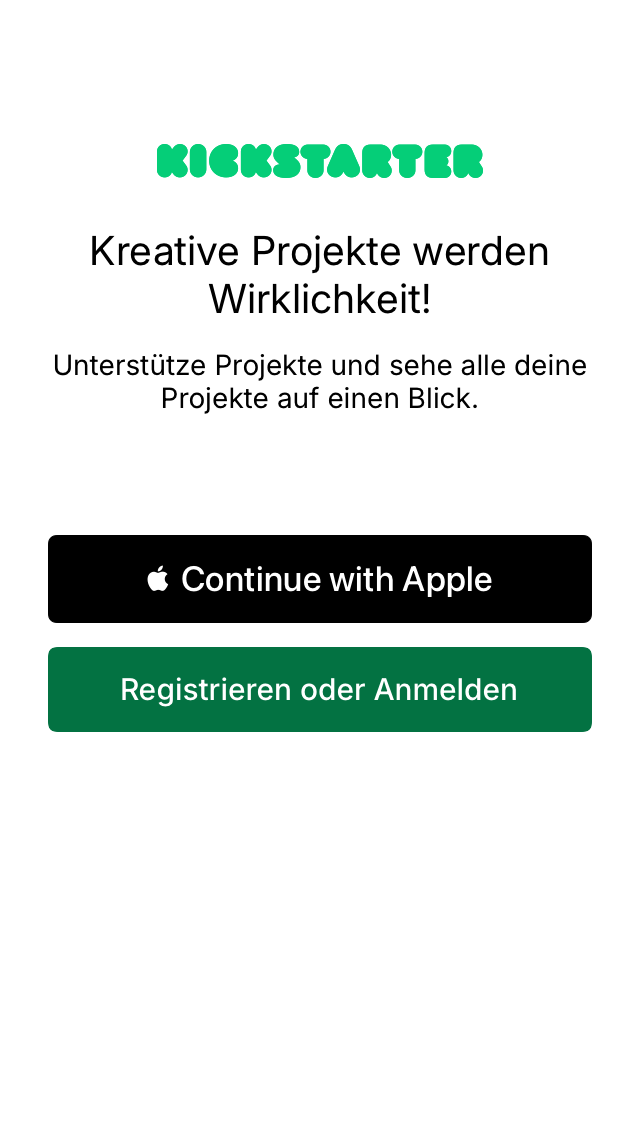 KICKSTARTER
Kreative Projekte werden
Wirklichkeit!
Unterstütze Projekte und sehe alle deine
Projekte auf einen Blick.
Continue with Apple
Registrieren oder Anmelden